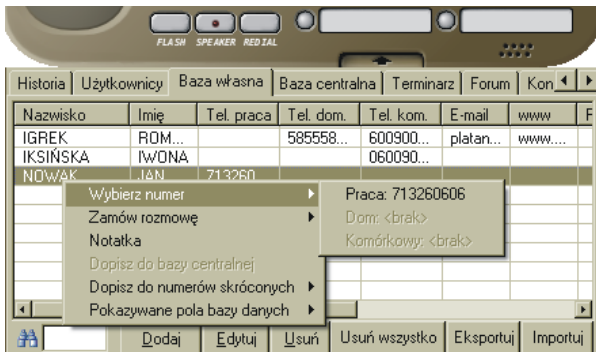 FLASH SPEAKER REDIAL
Historia Użytkownicy Baza własna Baza centralna Terminarz Forum Kon
Nazwisko Imię Tel. praca Tel. dom. Tel. kom. E-mail www F
IGREK ROM... 585558... 600900... platan... www....
IKSIŃSKA IWONA 060090...
NOWAK JAN 713260
Wybierz numer Praca: 713260606
Zamów rozmowę Dom: <brak>
Notatka Komórkowy: <brak>
Dopisz do bazy centralnej
Dopisz do numerów skróconych
Pokazywane pola bazy danych
Dodaj Edytuj Usuń Usuń wszystko Eksportuj Importuj